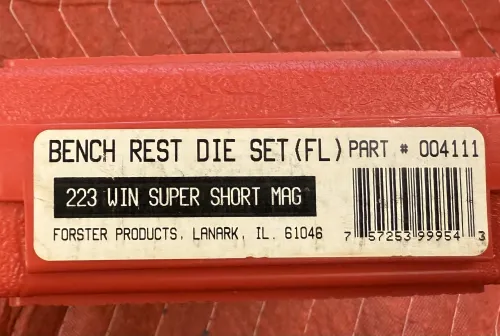 BENCH REST DIE SET (FL) PART # 004111
223 WIN SUPER SHORT MAG
FORSTER PRODUCTS, LANARK, IL. 61046
7 57253 99954 3